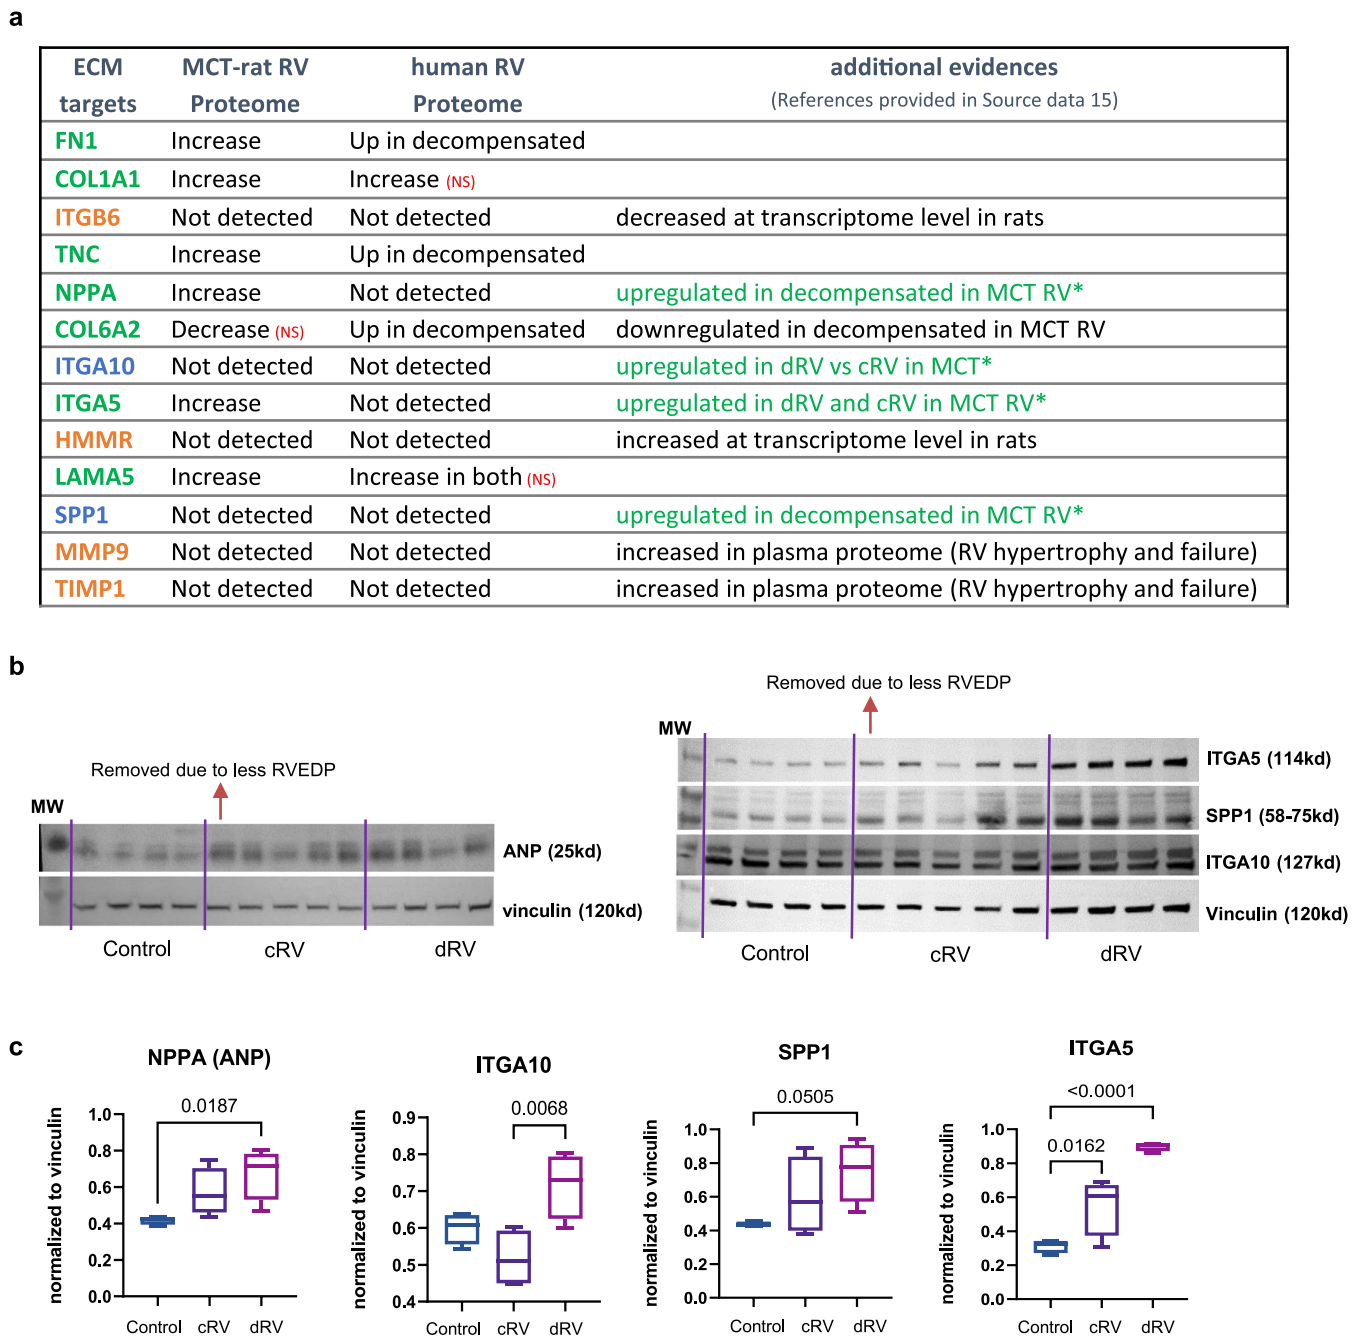 a
ECM targets MCT-rat RV Proteome human RV Proteome additional evidences (References provided in Source data 15)
FN1 Increase Up in decompensated
COL1A1 Increase Increase (NS)
ITGB6 Not detected Not detected decreased at transcriptome level in rats
TNC Increase Up in decompensated
NPPA Increase Not detected upregulated in decompensated in MCT RV*
COL6A2 Decrease (NS) Up in decompensated downregulated in decompensated in MCT RV
ITGA10 Not detected Not detected upregulated in dRV vs cRV in MCT*
ITGA5 Increase Not detected upregulated in dRV and cRV in MCT RV*
HMMR Not detected Not detected increased at transcriptome level in rats
LAMA5 Increase Increase in both (NS)
SPP1 Not detected Not detected upregulated in decompensated in MCT RV*
MMP9 Not detected Not detected increased in plasma proteome (RV hypertrophy and failure)
TIMP1 Not detected Not detected increased in plasma proteome (RV hypertrophy and failure)
b
Removed due to less RVEDP
MW
ANP (25kd)
vinculin (120kd)
Control cRV dRV
Removed due to less RVEDP
MW
ITGA5 (114kd)
SPP1 (58-75kd)
ITGA10 (127kd)
Vinculin (120kd)
Control cRV dRV
c
NPPA (ANP)
normalized to vinculin
1.0
0.8
0.6
0.4
0.2
0.0
0.0187
Control cRV dRV
ITGA10
normalized to vinculin
0.9
0.8
0.7
0.6
0.5
0.4
0.0068
Control cRV dRV
SPP1
normalized to vinculin
1.0
0.8
0.6
0.4
0.2
0.0
0.0505
Control cRV dRV
ITGA5
normalized to vinculin
1.0
0.8
0.6
0.4
0.2
0.0
<0.0001
0.0162
Control cRV dRV